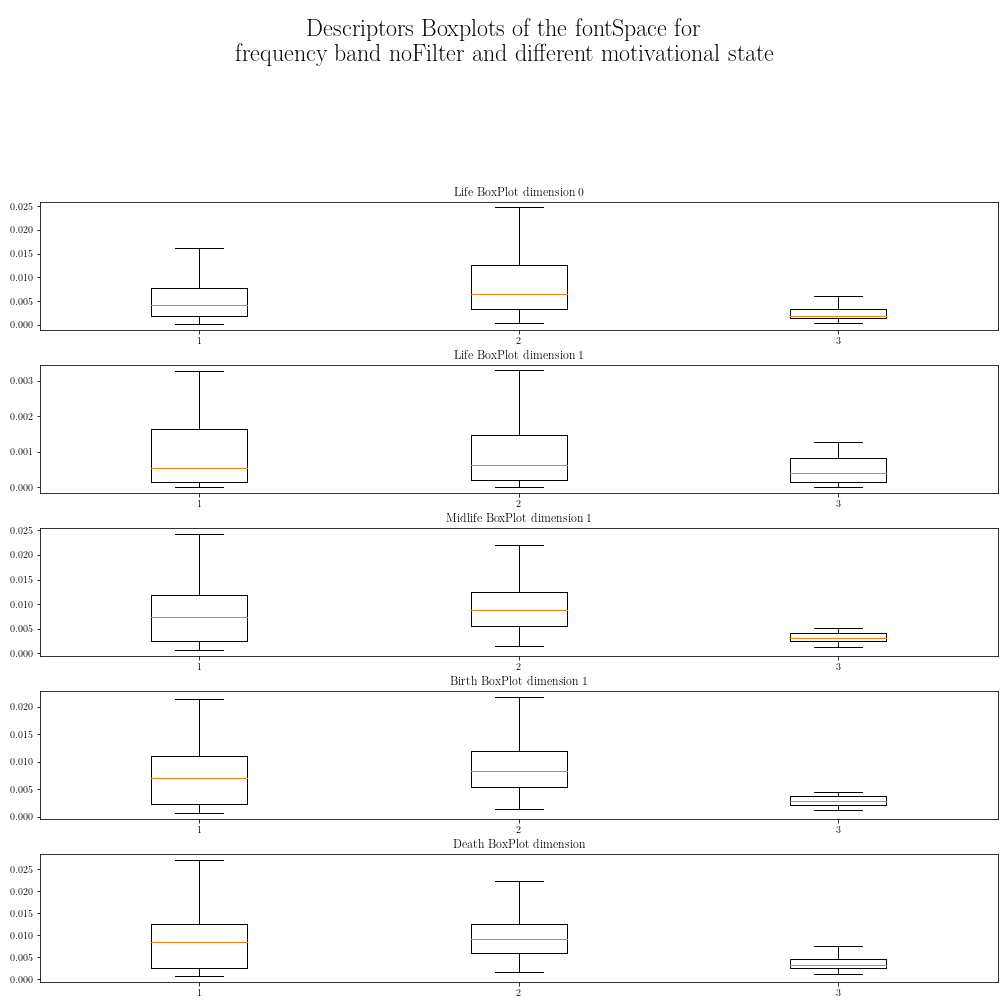 Descriptors Boxplots of the fontSpace for
frequency band noFilter and different motivational state
Life BoxPlot dimension 0
0.025
0.020
0.015
0.010
0.005
0.000
1 2 3
Life BoxPlot dimension 1
0.003
0.002
0.001
0.000
1 2 3
Midlife BoxPlot dimension 1
0.025
0.020
0.015
0.010
0.005
0.000
1 2 3
Birth BoxPlot dimension 1
0.020
0.015
0.010
0.005
0.000
1 2 3
Death BoxPlot dimension
0.025
0.020
0.015
0.010
0.005
0.000
1 2 3